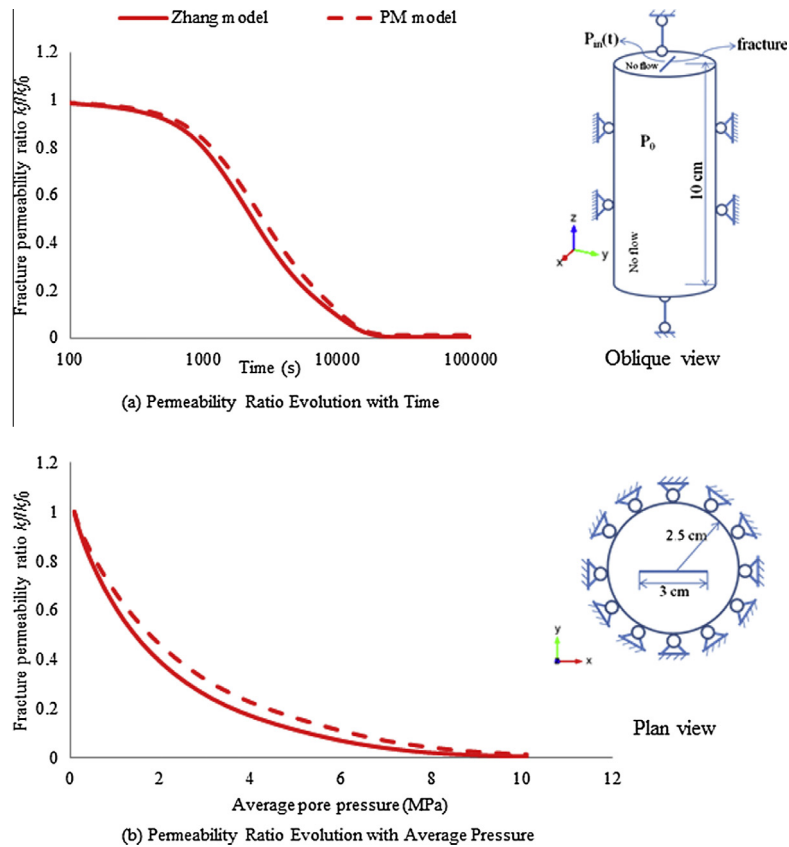 Zhang model
PM model
Fracture permeability ratio kf/kf0
1.2
1
0.8
0.6
0.4
0.2
0
100
1000
10000
100000
Time (s)
(a) Permeability Ratio Evolution with Time
Pin(t)
fracture
No flow
P0
10 cm
No flow
z
y
x
Oblique view
Fracture permeability ratio kf/kf0
1.2
1
0.8
0.6
0.4
0.2
0
0
2
4
6
8
10
12
Average pore pressure (MPa)
(b) Permeability Ratio Evolution with Average Pressure
2.5 cm
3 cm
y
x
Plan view